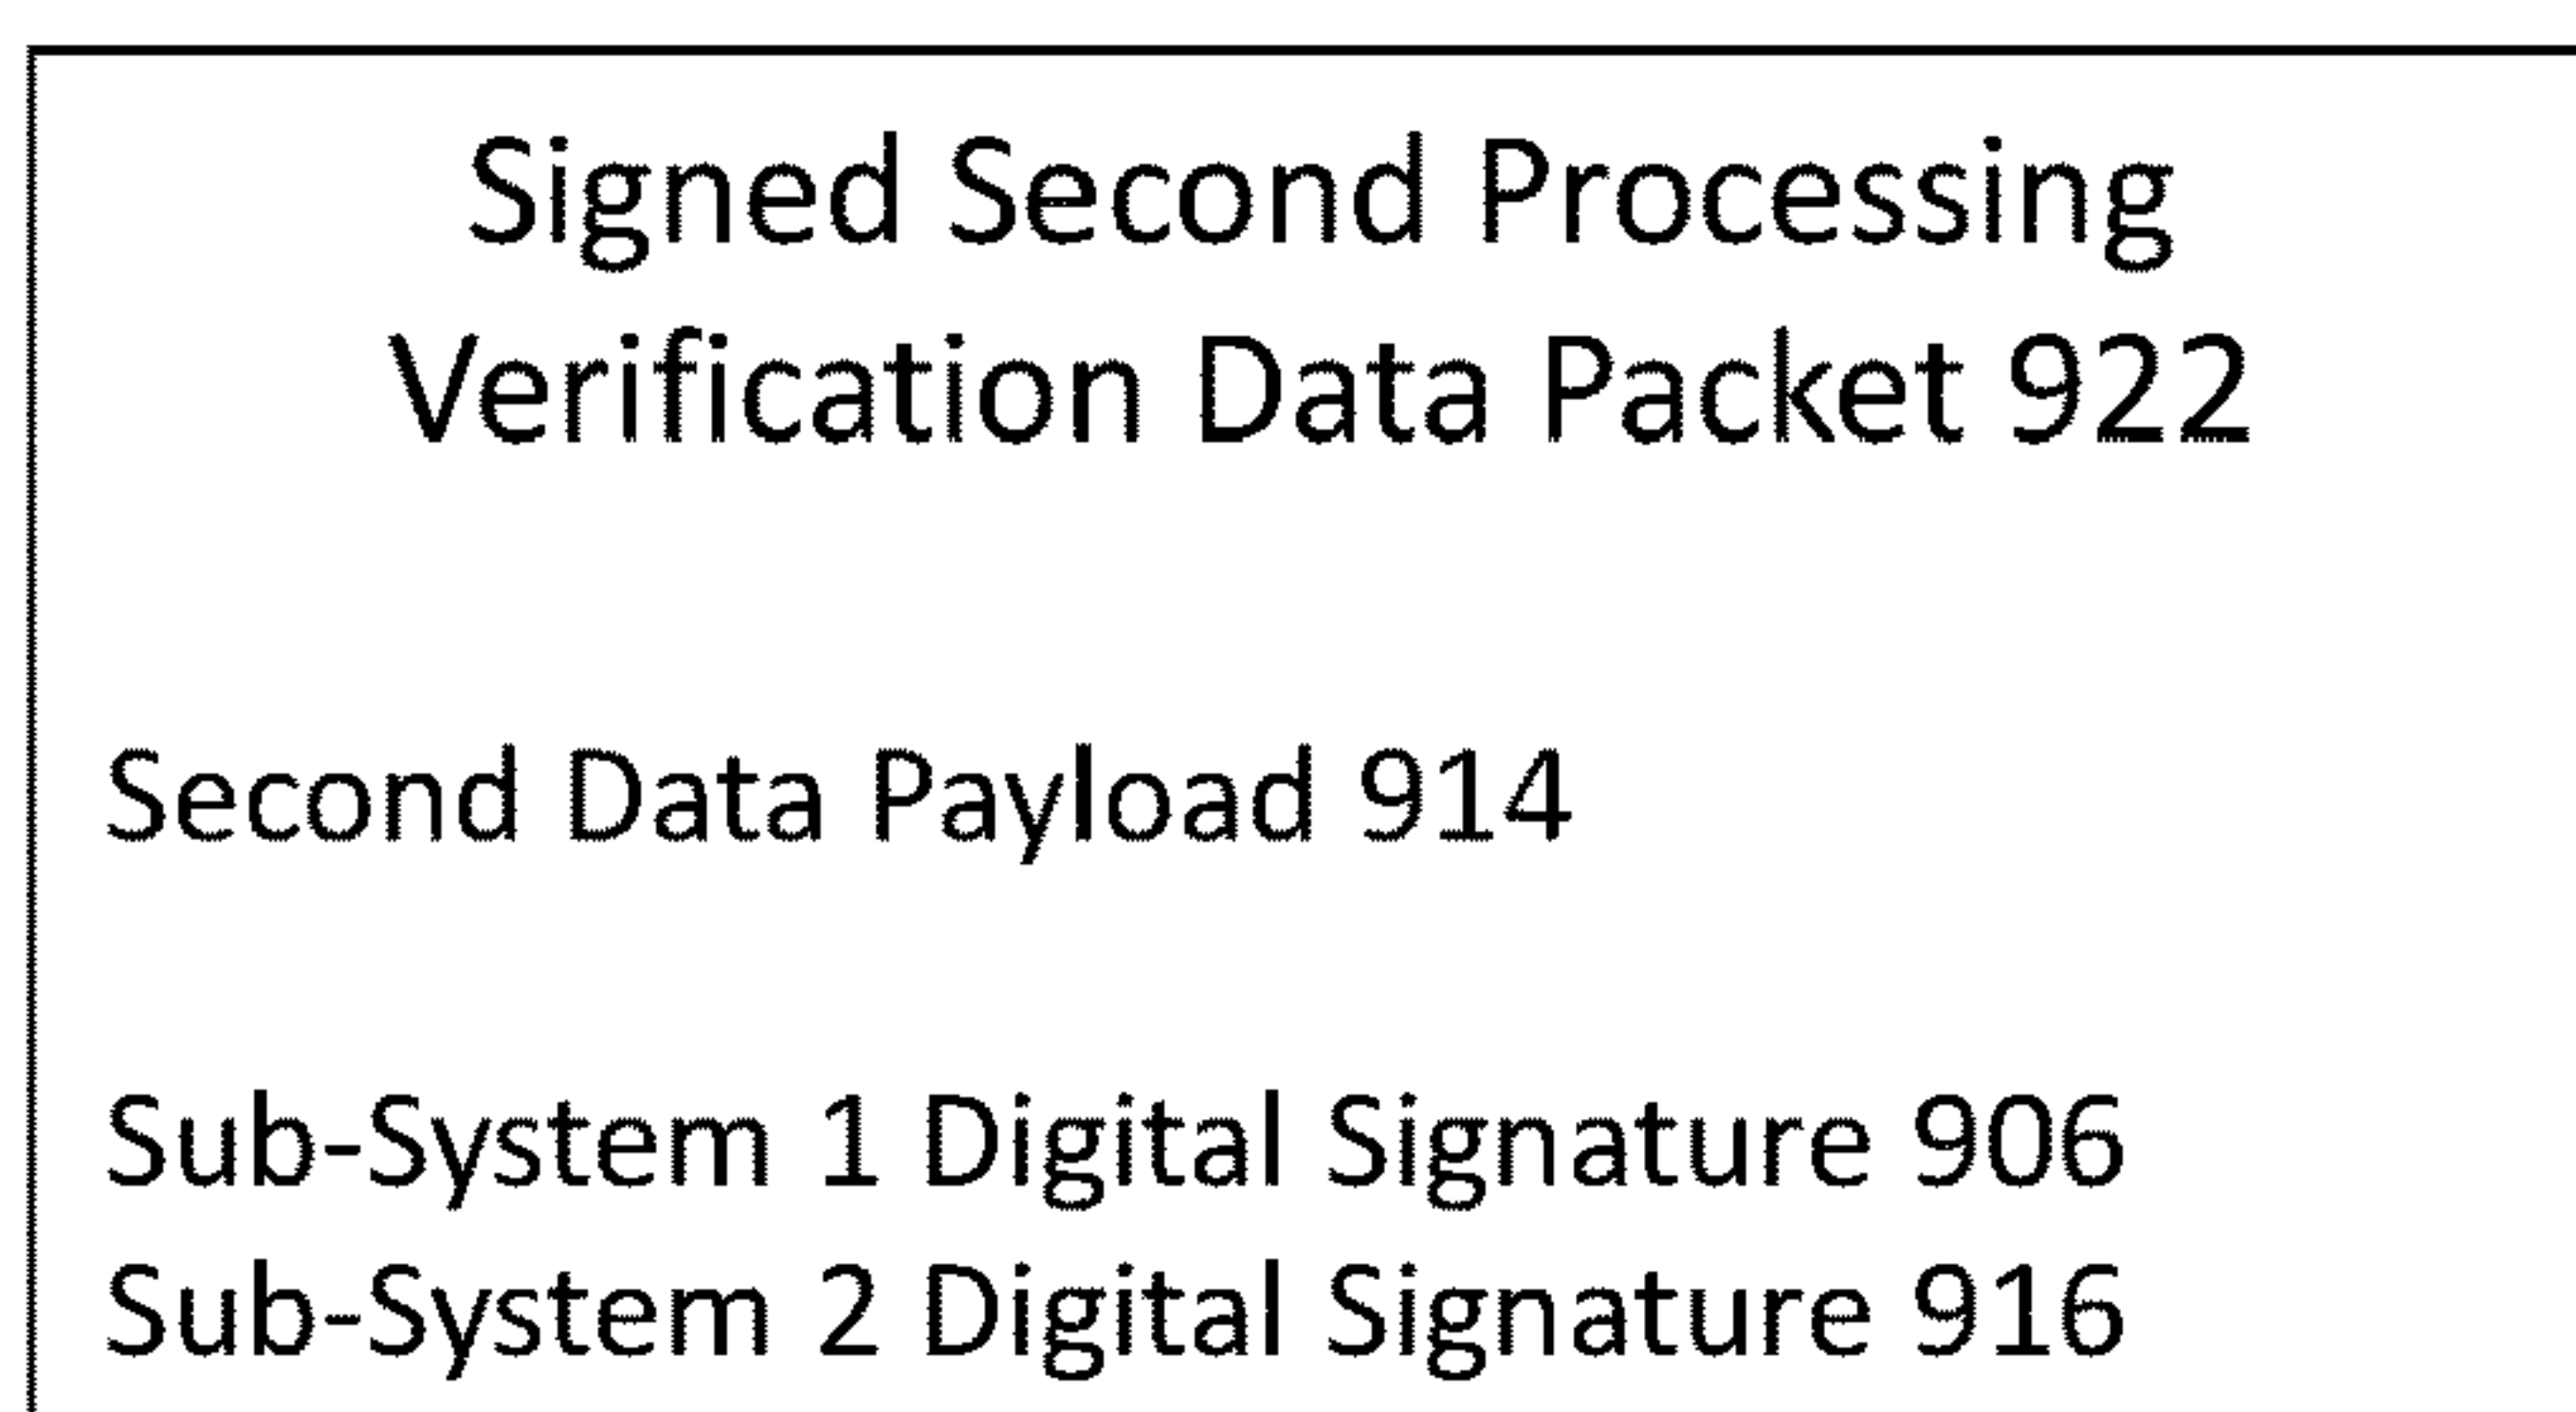 Signed Second Processing
Verification Data Packet 922
Second Data Payload 914
Sub-System 1 Digital Signature 906
Sub-System 2 Digital Signature 916